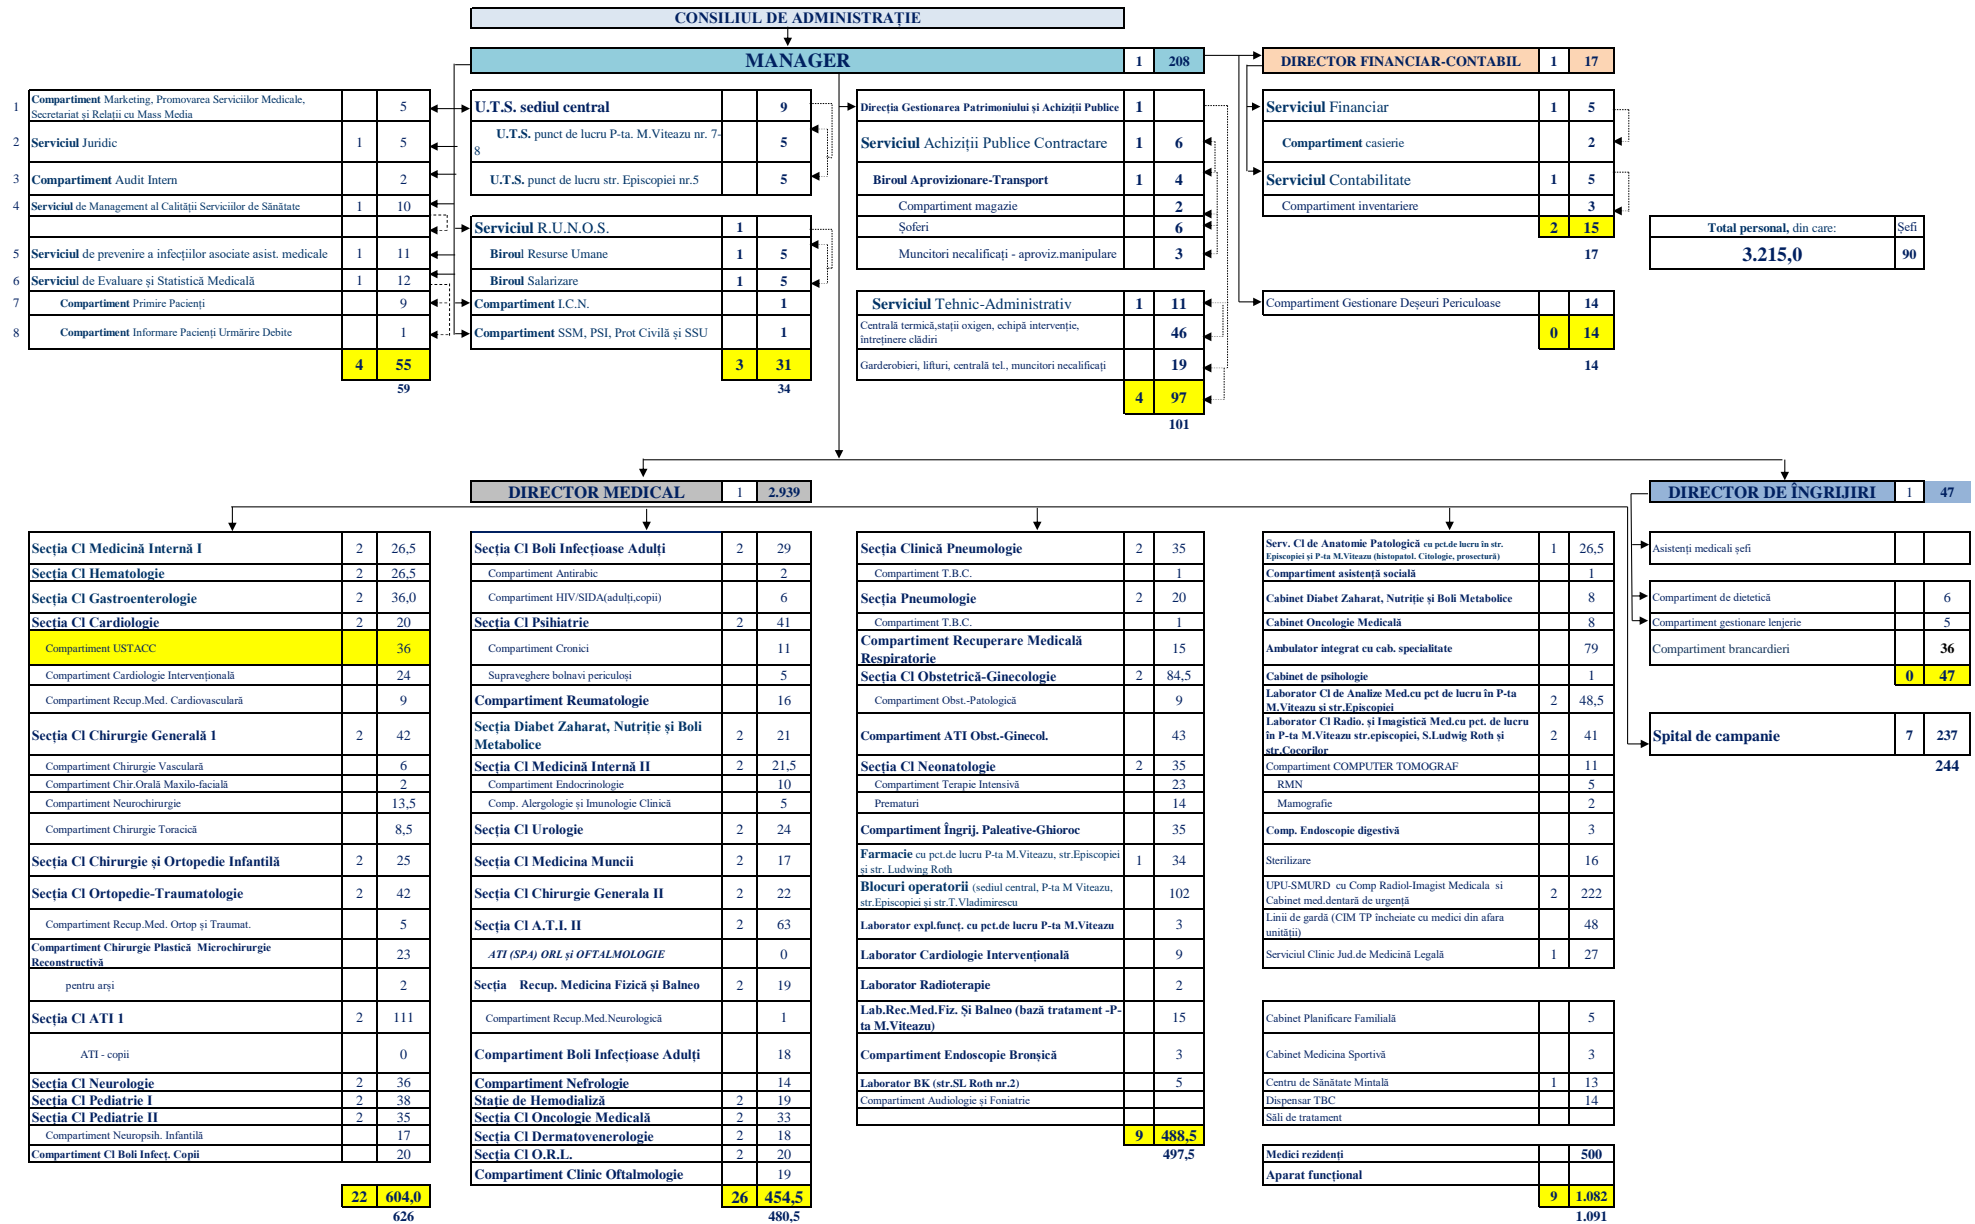 CONSILIUL DE ADMINISTRAȚIE
MANAGER 1 208
DIRECTOR FINANCIAR-CONTABIL 1 17
1 Compartiment Marketing, Promovarea Serviciilor Medicale,
Secretariat și Relații cu Mass Media 5
2 Serviciul Juridic 1 5
3 Compartiment Audit Intern 2
4 Serviciul de Management al Calității Serviciilor de Sănătate 1 10
5 Serviciul de prevenire a infecțiilor asociate asist. medicale 1 11
6 Serviciul de Evaluare și Statistică Medicală 1 12
7 Compartiment Primire Pacienți 9
8 Compartiment Informare Pacienți Urmărire Debite 1
4 55
59
U.T.S. sediul central 9
U.T.S. punct de lucru P-ta. M.Viteazu nr. 7-
8 5
U.T.S. punct de lucru str. Episcopiei nr.5 5
Serviciul R.U.N.O.S. 1
Biroul Resurse Umane 1 5
Biroul Salarizare 1 5
Compartiment I.C.N. 1
Compartiment SSM, PSI, Prot Civilă și SSU 1
3 31
34
Direcția Gestionarea Patrimoniului și Achiziții Publice 1
Serviciul Achiziții Publice Contractare 1 6
Biroul Aprovizionare-Transport 1 4
Compartiment magazie 2
Șoferi 6
Muncitori necalificați - aproviz.manipulare 3
Serviciul Tehnic-Administrativ 1 11
Centrală termică,stații oxigen, echipă intervenție,
întreținere clădiri 46
Garderobieri, lifturi, centrală tel., muncitori necalificați 19
4 97
101
Serviciul Financiar 1 5
Compartiment casierie 2
Serviciul Contabilitate 1 5
Compartiment inventariere 3
2 15
17
Compartiment Gestionare Deșeuri Periculoase 14
0 14
14
Total personal, din care: Șefi
3.215,0 90
DIRECTOR MEDICAL 1 2.939
DIRECTOR DE ÎNGRIJIRI 1 47
Secția Cl Medicină Internă I 2 26,5
Secția Cl Hematologie 2 26,5
Secția Cl Gastroenterologie 2 36,0
Secția Cl Cardiologie 2 20
Compartiment USTACC 36
Compartiment Cardiologie Intervențională 24
Compartiment Recup.Med. Cardiovasculară 9
Secția Cl Chirurgie Generală 1 2 42
Compartiment Chirurgie Vasculară 6
Compartiment Chir.Orală Maxilo-facială 2
Compartiment Neurochirurgie 13,5
Compartiment Chirurgie Toracică 8,5
Secția Cl Chirurgie și Ortopedie Infantilă 2 25
Secția Cl Ortopedie-Traumatologie 2 42
Compartiment Recup.Med. Ortop și Traumat. 5
Compartiment Chirurgie Plastică Microchirurgie
Reconstructivă 23
pentru arși 2
Secția Cl ATI 1 2 111
ATI - copii 0
Secția Cl Neurologie 2 36
Secția Cl Pediatrie I 2 38
Secția Cl Pediatrie II 2 35
Compartiment Neuropsih. Infantilă 17
Compartiment Cl Boli Infect. Copii 20
22 604,0
626
Secția Cl Boli Infecțioase Adulți 2 29
Compartiment Antirabic 2
Compartiment HIV/SIDA(adulți,copii) 6
Secția Cl Psihiatrie 2 41
Compartiment Cronici 11
Supraveghere bolnavi periculoși 5
Compartiment Reumatologie 16
Secția Diabet Zaharat, Nutriție și Boli
Metabolice 2 21
Secția Cl Medicină Internă II 2 21,5
Compartiment Endocrinologie 10
Comp. Alergologie și Imunologie Clinică 5
Secția Cl Urologie 2 24
Secția Cl Medicina Muncii 2 17
Secția Cl Chirurgie Generala II 2 22
Secția Cl A.T.I. II 2 63
ATI (SPA) ORL și OFTALMOLOGIE 0
Secția Recup. Medicina Fizică și Balneo 2 19
Compartiment Recup.Med.Neurologică 1
Compartiment Boli Infecțioase Adulți 18
Compartiment Nefrologie 14
Stație de Hemodializă 2 19
Secția Cl Oncologie Medicală 2 33
Secția Cl Dermatovenerologie 2 18
Secția Cl O.R.L. 2 20
Compartiment Clinic Oftalmologie 19
26 454,5
480,5
Secția Clinică Pneumologie 2 35
Compartiment T.B.C. 1
Secția Pneumologie 2 20
Compartiment T.B.C. 1
Compartiment Recuperare Medicală
Respiratorie 15
Secția Cl Obstetrică-Ginecologie 2 84,5
Compartiment Obst.-Patologică 9
Compartiment ATI Obst.-Ginecol. 43
Secția Cl Neonatologie 2 35
Compartiment Terapie Intensivă 23
Prematuri 14
Compartiment Îngrij. Paleative-Ghioroc 35
Farmacie cu pct.de lucru P-ta M.Viteazu, str.Episcopiei
și str. Ludwing Roth 1 34
Blocuri operatorii (sediul central, P-ta M Viteazu,
str.Episcopiei și str.T.Vladimirescu 102
Laborator expl.funcț. cu pct.de lucru P-ta M.Viteazu 3
Laborator Cardiologie Intervențională 9
Laborator Radioterapie 2
Lab.Rec.Med.Fiz. Și Balneo (bază tratament -P-
ta M.Viteazu) 15
Compartiment Endoscopie Bronșică 3
Laborator BK (str.SL Roth nr.2) 5
Compartiment Audiologie și Foniatrie
9 488,5
497,5
Serv. Cl de Anatomie Patologică cu pct.de lucru în str.
Episcopiei și P-ta M.Viteazu (histopatol. Citologie, prosectură) 1 26,5
Compartiment asistență socială 1
Cabinet Diabet Zaharat, Nutriție și Boli Metabolice 8
Cabinet Oncologie Medicală 8
Ambulator integrat cu cab. specialitate 79
Cabinet de psihologie 1
Laborator Cl de Analize Med.cu pct de lucru în P-ta
M.Viteazu si str.Episcopiei 2 48,5
Laborator Cl Radio. și Imagistică Med.cu pct. de lucru
în P-ta M.Viteazu str.episcopiei, S.Ludwig Roth și
str.Cocorilor 2 41
Compartiment COMPUTER TOMOGRAF 11
RMN 5
Mamografie 2
Comp. Endoscopie digestivă 3
Sterilizare 16
UPU-SMURD cu Comp Radiol-Imagist Medicala si
Cabinet med.dentară de urgență 2 222
Linii de gardă (CIM TP încheiate cu medici din afara
unității) 48
Serviciul Clinic Jud.de Medicină Legală 1 27
Cabinet Planificare Familială 5
Cabinet Medicina Sportivă 3
Centru de Sănătate Mintală 1 13
Dispensar TBC 14
Săli de tratament
Medici rezidenți 500
Aparat funcțional
9 1.082
1.091
Asistenți medicali șefi
Compartiment de dietetică 6
Compartiment gestionare lenjerie 5
Compartiment brancardieri 36
0 47
Spital de campanie 7 237
244